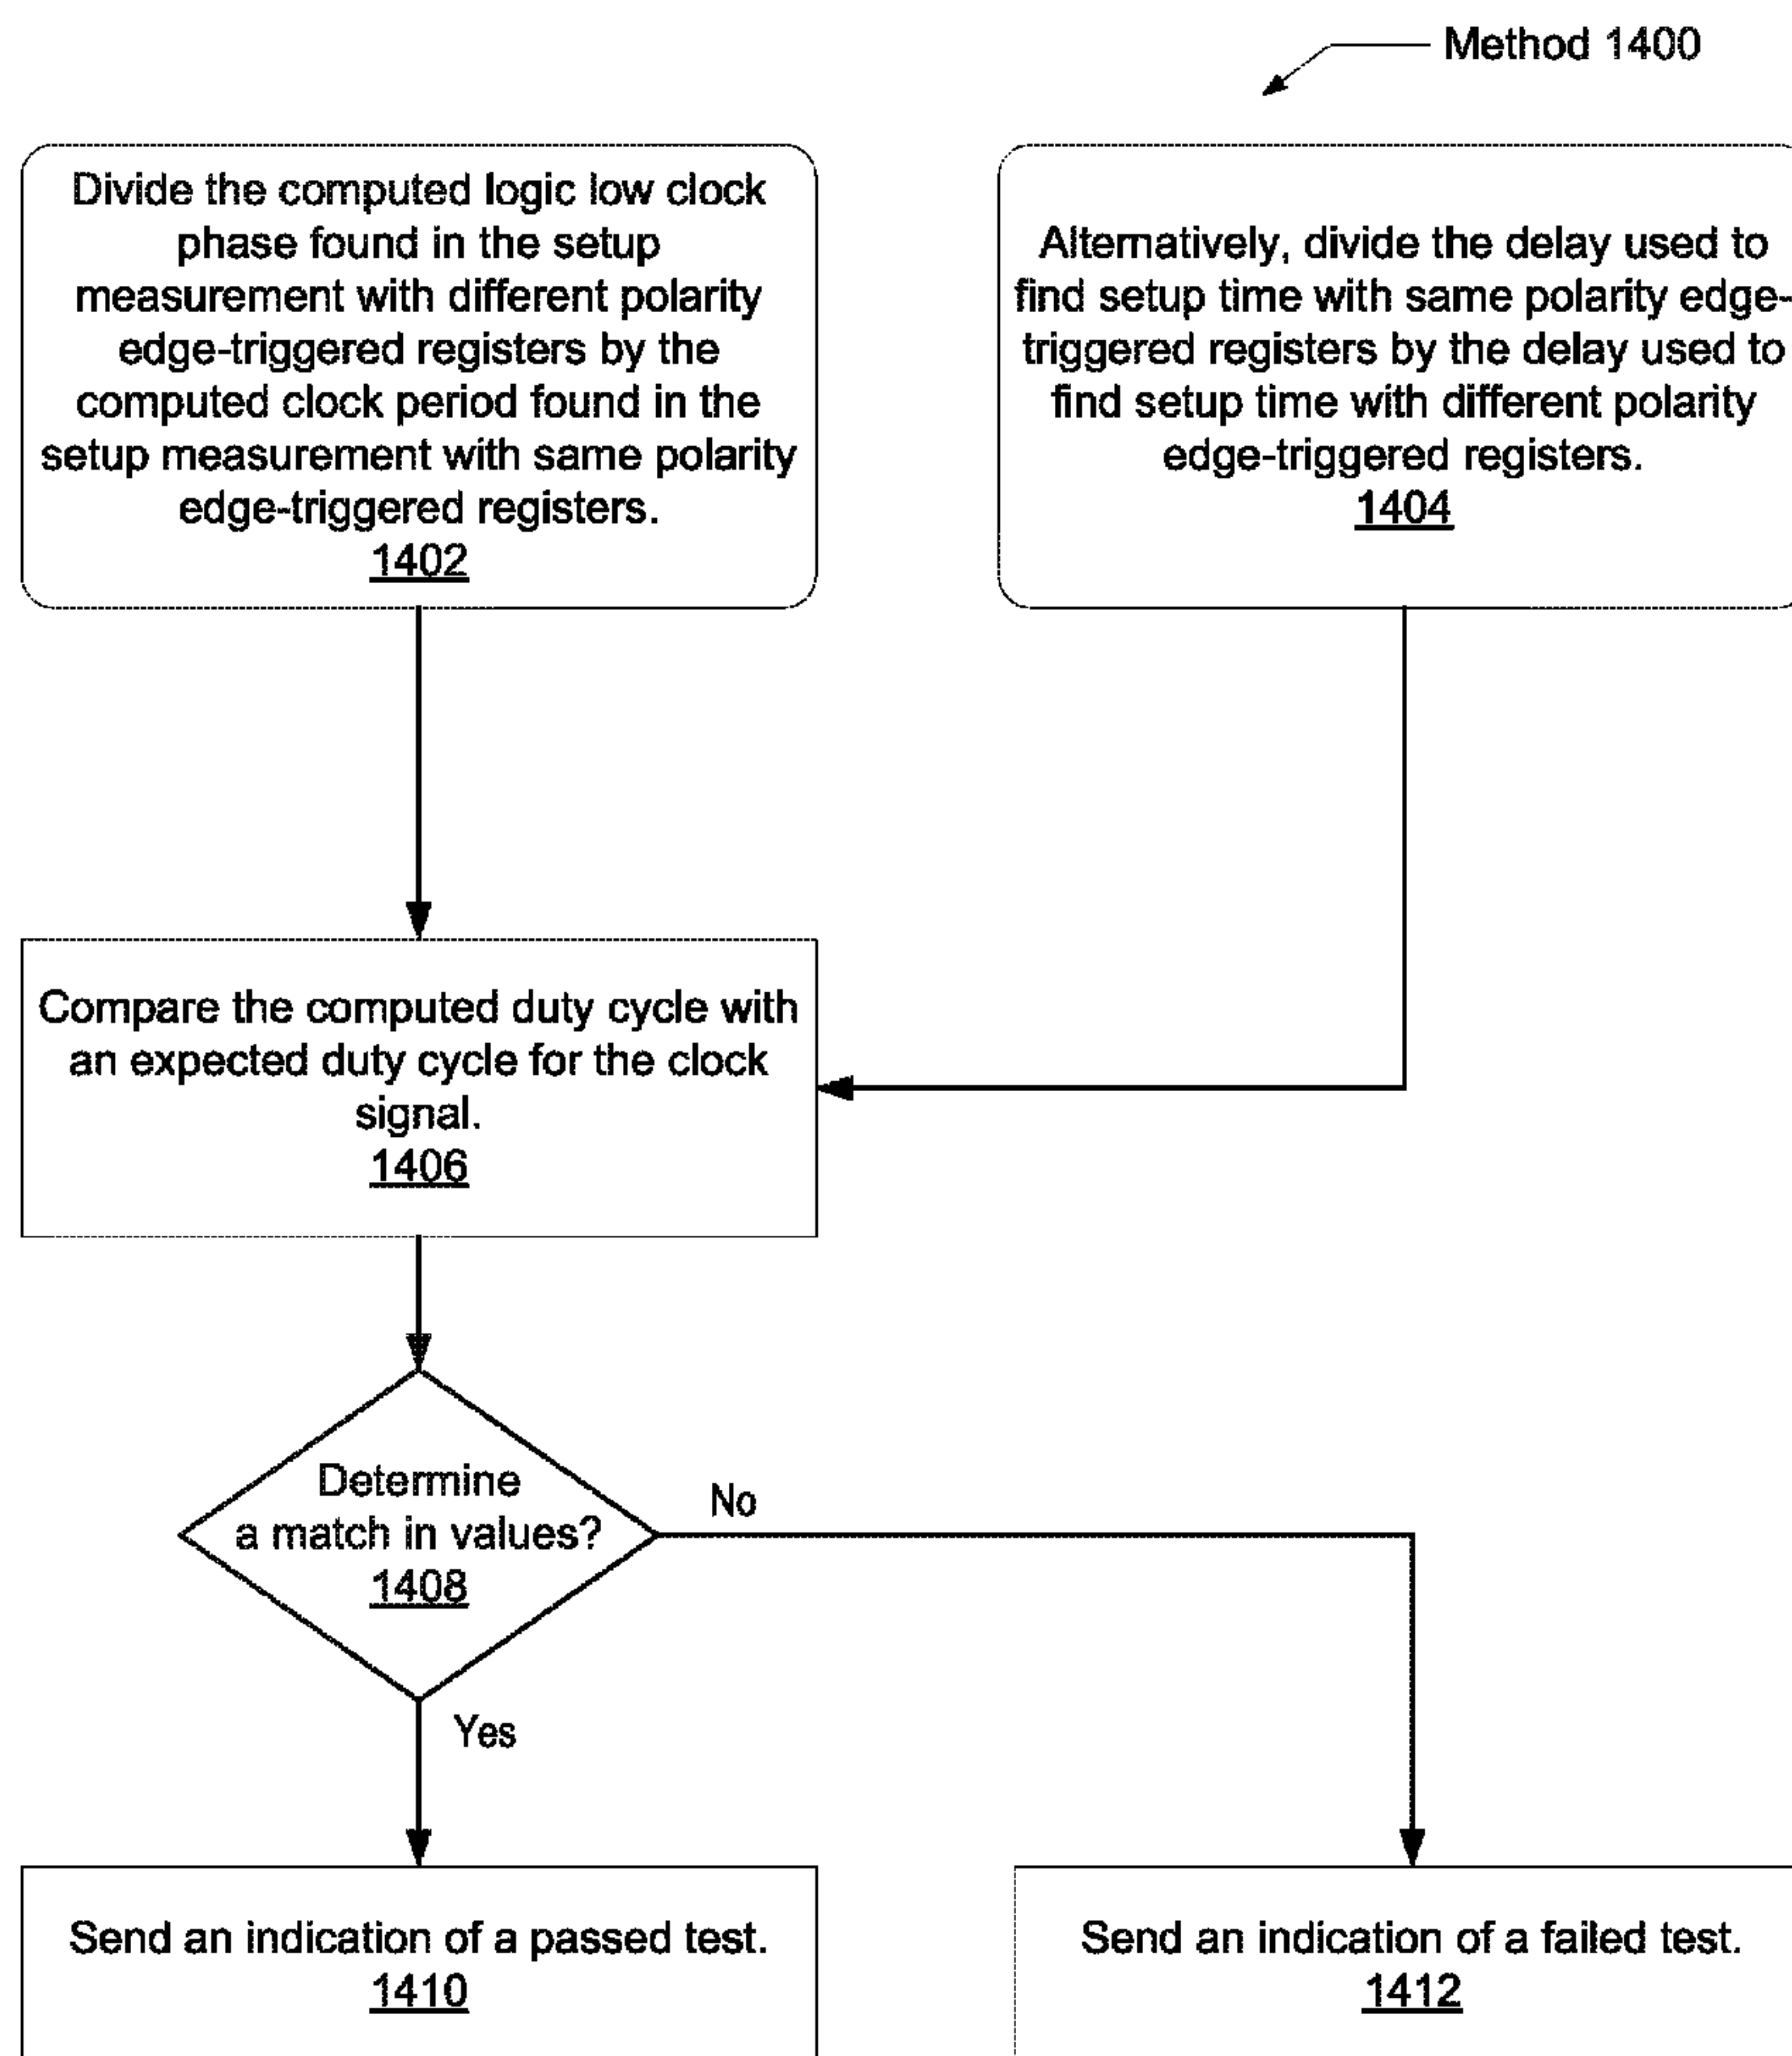 Method 1400
Divide the computed logic low clock
phase found in the setup
measurement with different polarity
edge-triggered registers by the
computed clock period found in the
setup measurement with same polarity
edge-triggered registers.
1402
Alternatively, divide the delay used to
find setup time with same polarity edge-
triggered registers by the delay used to
find setup time with different polarity
edge-triggered registers.
1404
Compare the computed duty cycle with
an expected duty cycle for the clock
signal.
1406
Determine
a match in values?
1408
No
Yes
Send an indication of a passed test.
1410
Send an indication of a failed test.
1412